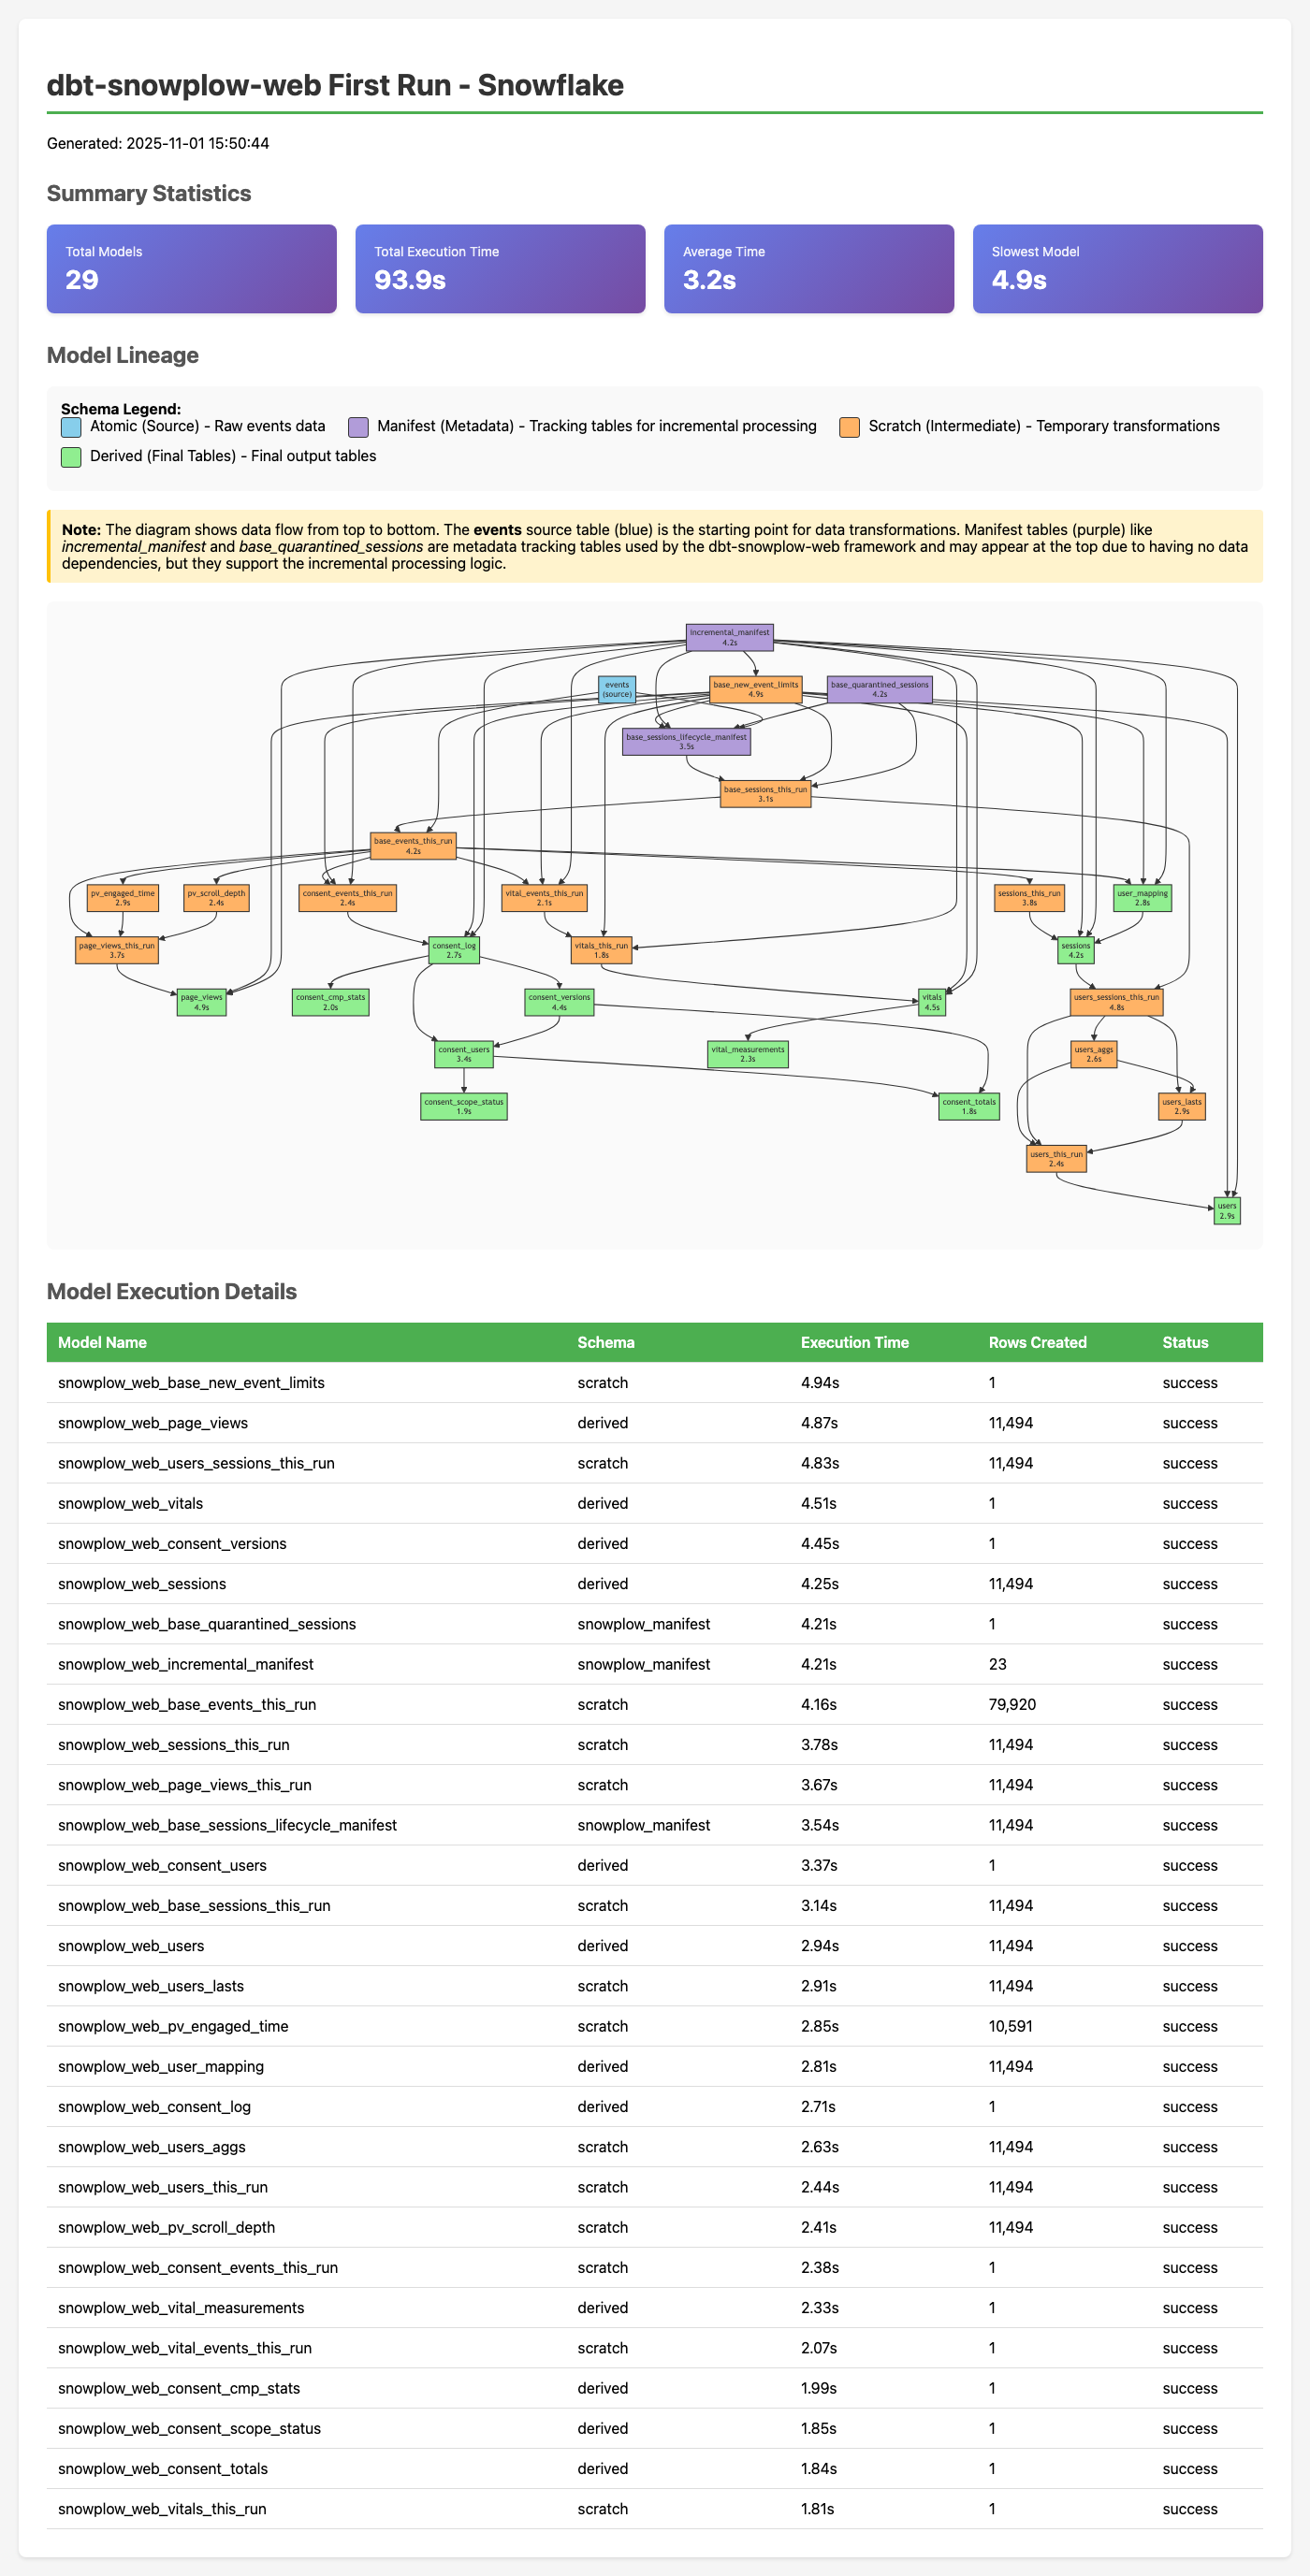 dbt-snowplow-web First Run - Snowflake
Generated: 2025-11-01 15:50:44
Summary Statistics
Total Models
29
Total Execution Time
93.9s
Average Time
3.2s
Slowest Model
4.9s
Model Lineage
Schema Legend:
Atomic (Source) - Raw events data
Manifest (Metadata) - Tracking tables for incremental processing
Scratch (Intermediate) - Temporary transformations
Derived (Final Tables) - Final output tables
Note: The diagram shows data flow from top to bottom. The events source table (blue) is the starting point for data transformations. Manifest tables (purple) like
incremental_manifest and base_quarantined_sessions are metadata tracking tables used by the dbt-snowplow-web framework and may appear at the top due to having no data
dependencies, but they support the incremental processing logic.
incremental_manifest
4.2s
events
(source)
base_new_event_limits
4.9s
base_quarantined_sessions
4.2s
base_sessions_lifecycle_manifest
3.5s
base_sessions_this_run
3.1s
base_events_this_run
4.2s
pv_engaged_time
2.9s
pv_scroll_depth
2.4s
consent_events_this_run
2.4s
vital_events_this_run
2.1s
sessions_this_run
3.8s
user_mapping
2.8s
page_views_this_run
3.7s
consent_log
2.7s
vitals_this_run
1.8s
sessions
4.2s
page_views
4.9s
consent_cmp_stats
2.0s
consent_versions
4.4s
vitals
4.5s
users_sessions_this_run
4.8s
consent_users
3.4s
vital_measurements
2.3s
users_aggs
2.6s
consent_scope_status
1.9s
consent_totals
1.8s
users_lasts
2.9s
users_this_run
2.4s
users
2.9s
Model Execution Details
Model Name Schema Execution Time Rows Created Status
snowplow_web_base_new_event_limits scratch 4.94s 1 success
snowplow_web_page_views derived 4.87s 11,494 success
snowplow_web_users_sessions_this_run scratch 4.83s 11,494 success
snowplow_web_vitals derived 4.51s 1 success
snowplow_web_consent_versions derived 4.45s 1 success
snowplow_web_sessions derived 4.25s 11,494 success
snowplow_web_base_quarantined_sessions snowplow_manifest 4.21s 1 success
snowplow_web_incremental_manifest snowplow_manifest 4.21s 23 success
snowplow_web_base_events_this_run scratch 4.16s 79,920 success
snowplow_web_sessions_this_run scratch 3.78s 11,494 success
snowplow_web_page_views_this_run scratch 3.67s 11,494 success
snowplow_web_base_sessions_lifecycle_manifest snowplow_manifest 3.54s 11,494 success
snowplow_web_consent_users derived 3.37s 1 success
snowplow_web_base_sessions_this_run scratch 3.14s 11,494 success
snowplow_web_users derived 2.94s 11,494 success
snowplow_web_users_lasts scratch 2.91s 11,494 success
snowplow_web_pv_engaged_time scratch 2.85s 10,591 success
snowplow_web_user_mapping derived 2.81s 11,494 success
snowplow_web_consent_log derived 2.71s 1 success
snowplow_web_users_aggs scratch 2.63s 11,494 success
snowplow_web_users_this_run scratch 2.44s 11,494 success
snowplow_web_pv_scroll_depth scratch 2.41s 11,494 success
snowplow_web_consent_events_this_run scratch 2.38s 1 success
snowplow_web_vital_measurements derived 2.33s 1 success
snowplow_web_vital_events_this_run scratch 2.07s 1 success
snowplow_web_consent_cmp_stats derived 1.99s 1 success
snowplow_web_consent_scope_status derived 1.85s 1 success
snowplow_web_consent_totals derived 1.84s 1 success
snowplow_web_vitals_this_run scratch 1.81s 1 success